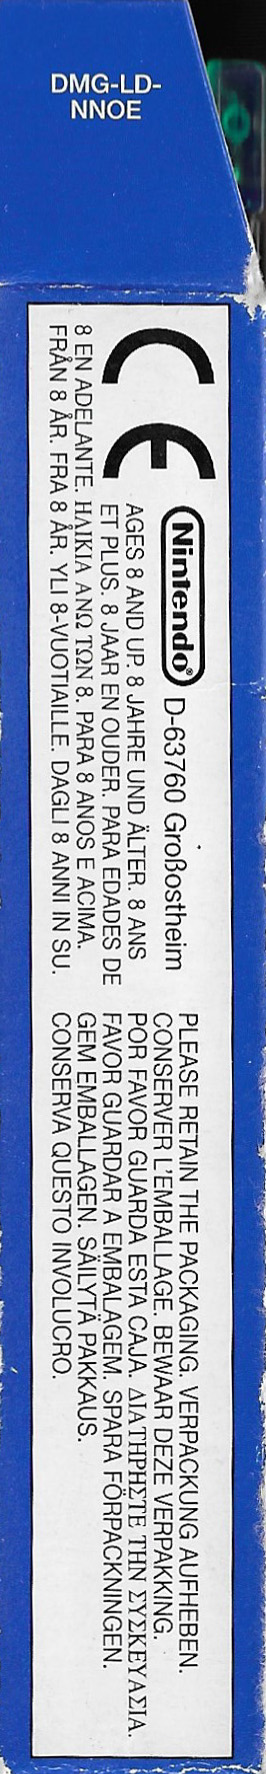 DMG-LD-
NNOE
CE
Nintendo® D-63760 Großostheim
AGES 8 AND UP. 8 JAHRE UND ÄLTER. 8 ANS
ET PLUS. 8 JAAR EN OUDER. PARA EDADES DE
8 EN ADELANTE. ΗΛΙΚΙΑ ΑΝΩ ΤΩΝ 8. PARA 8 ANOS E ACIMA.
FRÅN 8 ÅR. FRA 8 ÅR. YLI 8-VUOTIAILLE. DAGLI 8 ANNI IN SU.
PLEASE RETAIN THE PACKAGING. VERPACKUNG AUFHEBEN.
CONSERVER L'EMBALLAGE. BEWAAR DEZE VERPAKKING.
POR FAVOR GUARDA ESTA CAJA. ΔΙΑΤΗΡΗΣΤΕ ΤΗΝ ΣΥΣΚΕΥΑΣΙΑ.
FAVOR GUARDAR A EMBALAGEM. SPARA FÖRPACKNINGEN.
GEM EMBALLAGEN. SÄILYTÄ PAKKAUS.
CONSERVA QUESTO INVOLUCRO.